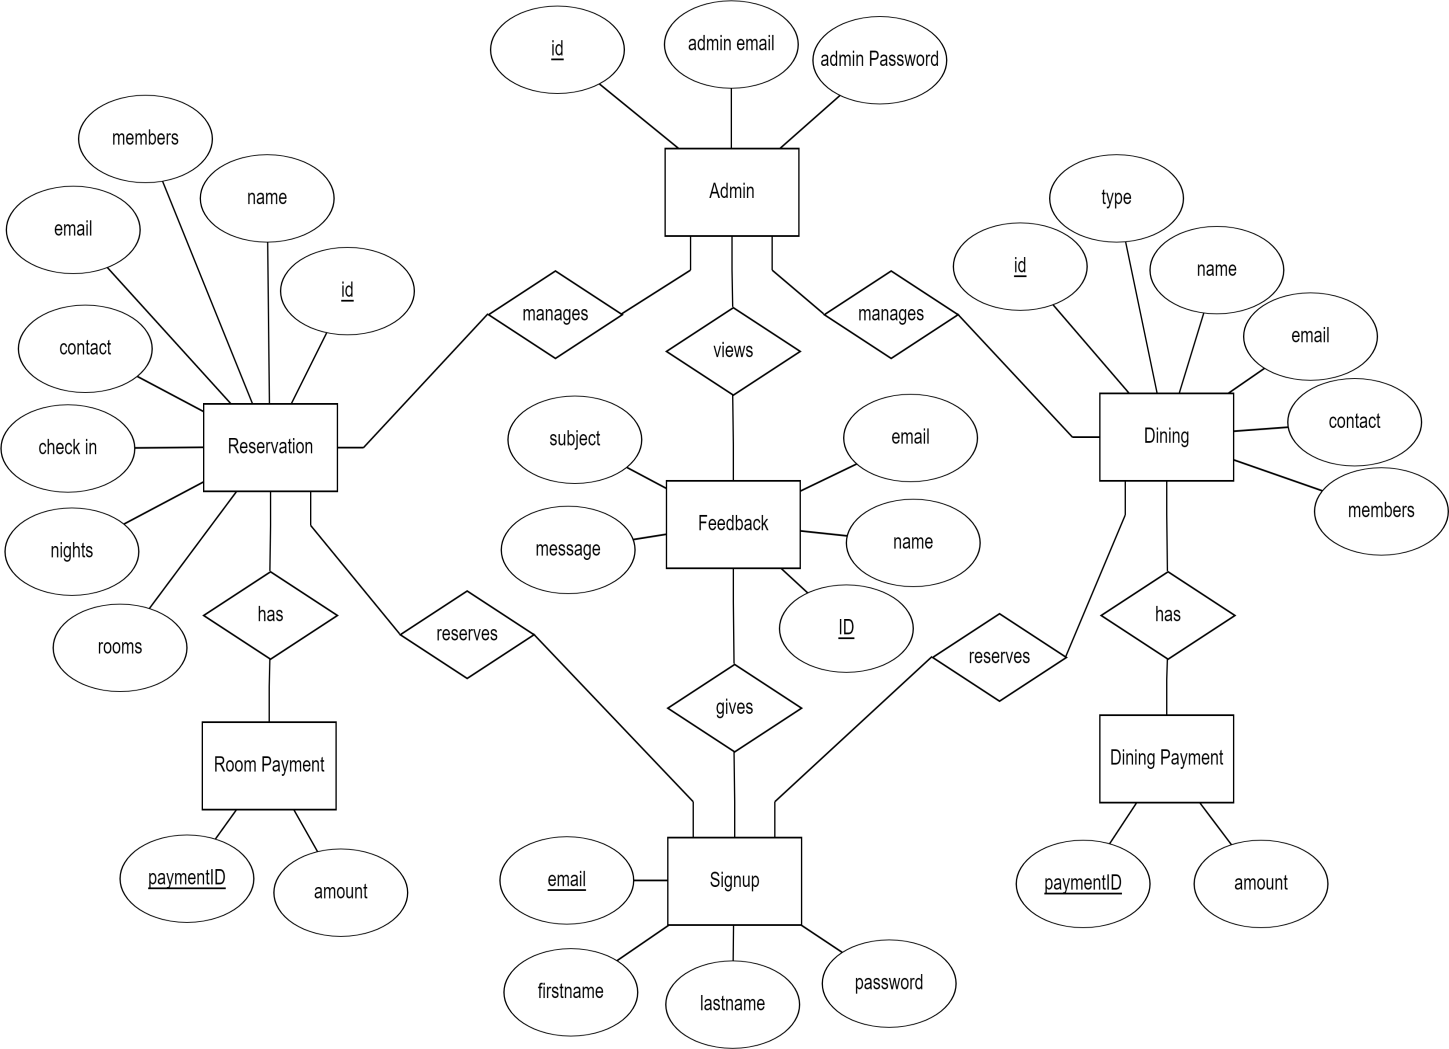 id
admin email
admin Password
members
name
email
id
Admin
type
id
name
email
contact
manages
views
manages
contact
check in
Reservation
subject
email
Dining
members
nights
message
Feedback
name
rooms
has
reserves
ID
reserves
has
gives
Room Payment
Dining Payment
paymentID
amount
email
Signup
paymentID
amount
firstname
lastname
password